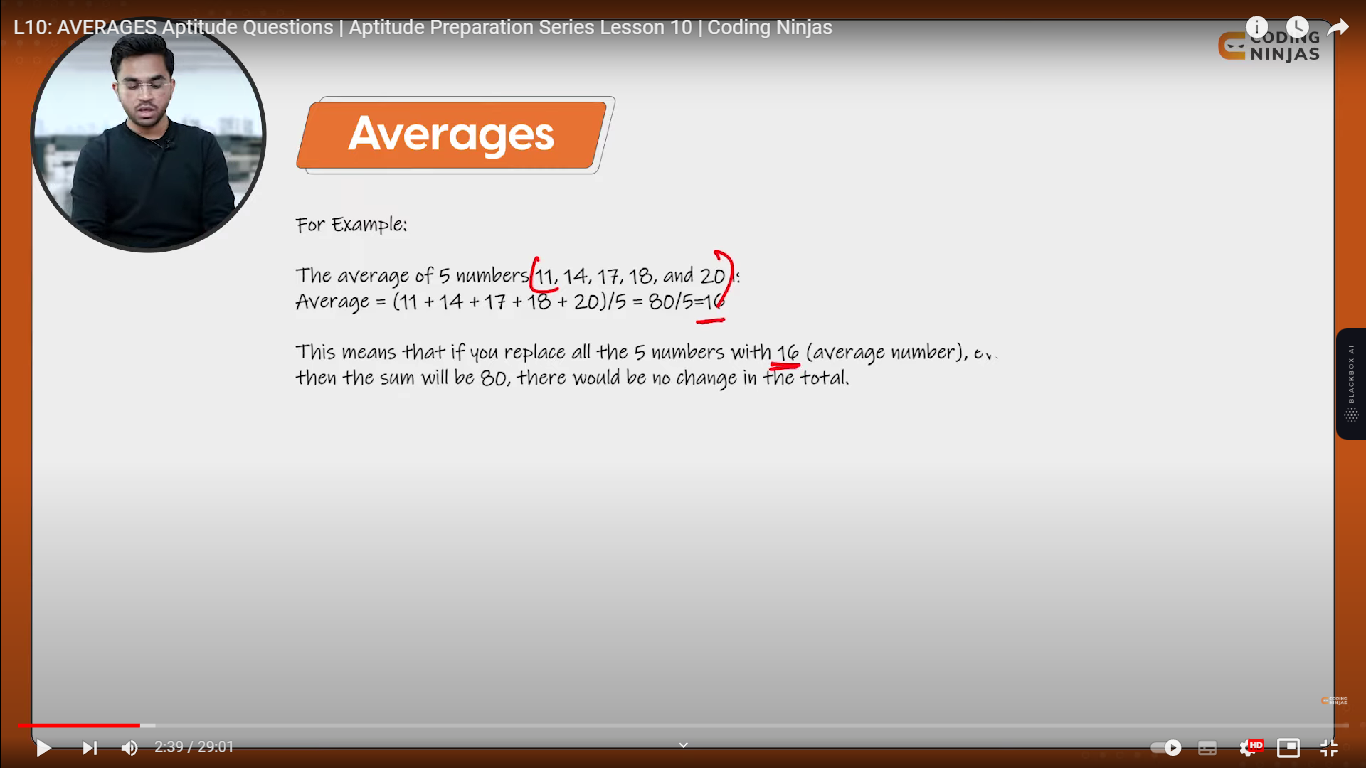 L10: AVERAGES Aptitude Questions | Aptitude Preparation Series Lesson 10 | Coding Ninjas
CODING
NINJAS
Averages
For Example:
The average of 5 numbers 11, 14, 17, 18, and 20
Average = (11 + 14 + 17 + 18 + 20)/5 = 80/5=16
This means that if you replace all the 5 numbers with 16 (average number),
then the sum will be 80, there would be no change in the total.
BLACKBOX AI
CODING
NINJAS
2:39 / 29:01
HD